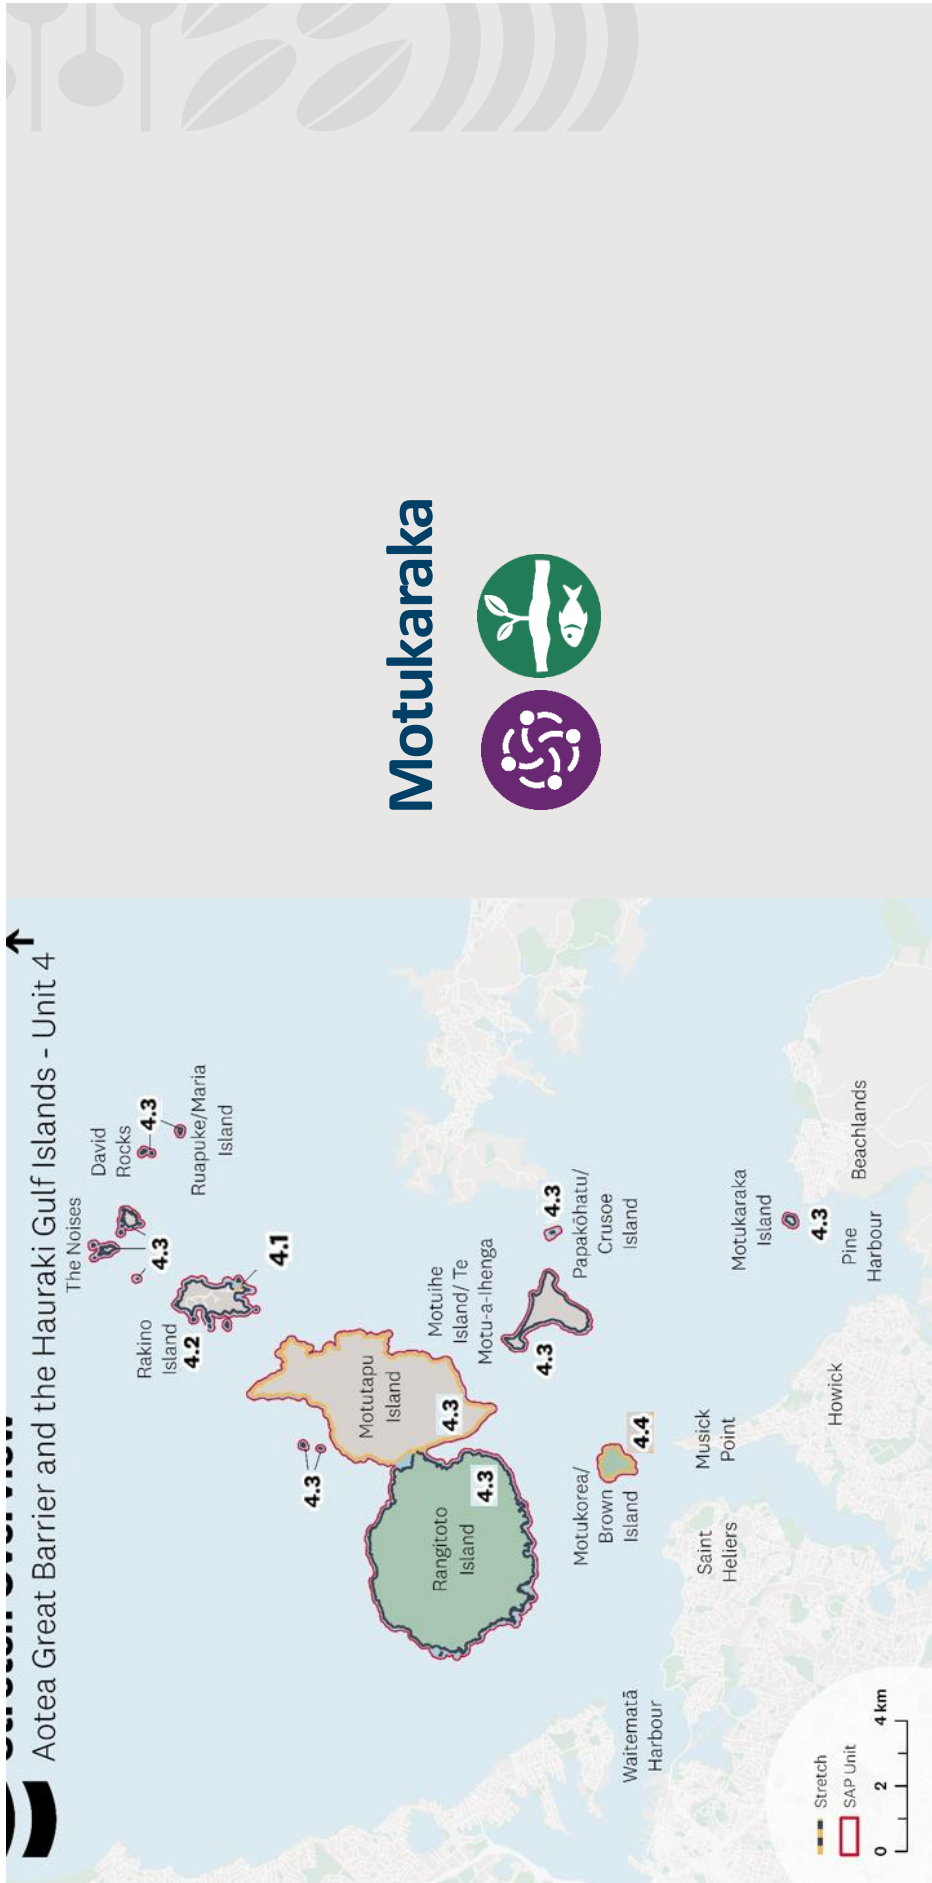 Aotea Great Barrier and the Hauraki Gulf Islands - Unit 4
The Noises
David
Rocks
4.3
4.3
Ruapuke/Maria
Island
Rakino
Island
4.2
4.1
4.3
Motutapu
Island
4.3
Rangitoto
Island
4.3
Motuihe
Island/ Te
Motu-a-Ihenga
4.3
4.3
Papakōhatu/
Crusoe
Island
Motukorea/
Brown
Island
4.4
Waitematā
Harbour
Saint
Heliers
Musick
Point
Motukaraka
Island
4.3
Howick
Pine
Harbour
Beachlands
Stretch
SAP Unit
0 2 4 km
Motukaraka